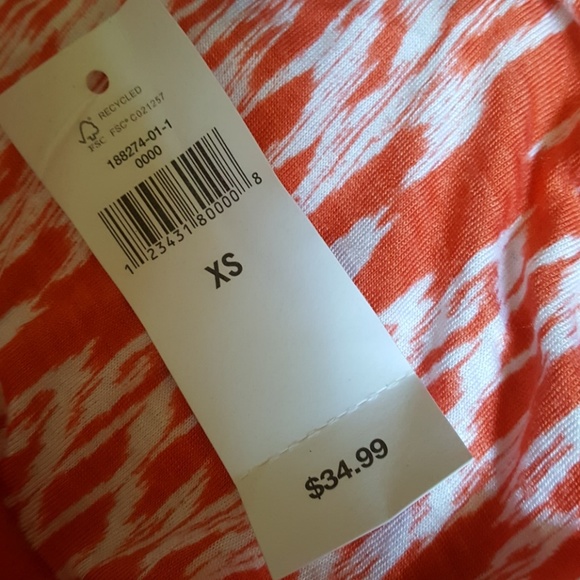 RECYCLED
FSC FSC® C021257
188274-01-1
0000
1 23431 80000 8
XS
$34.99